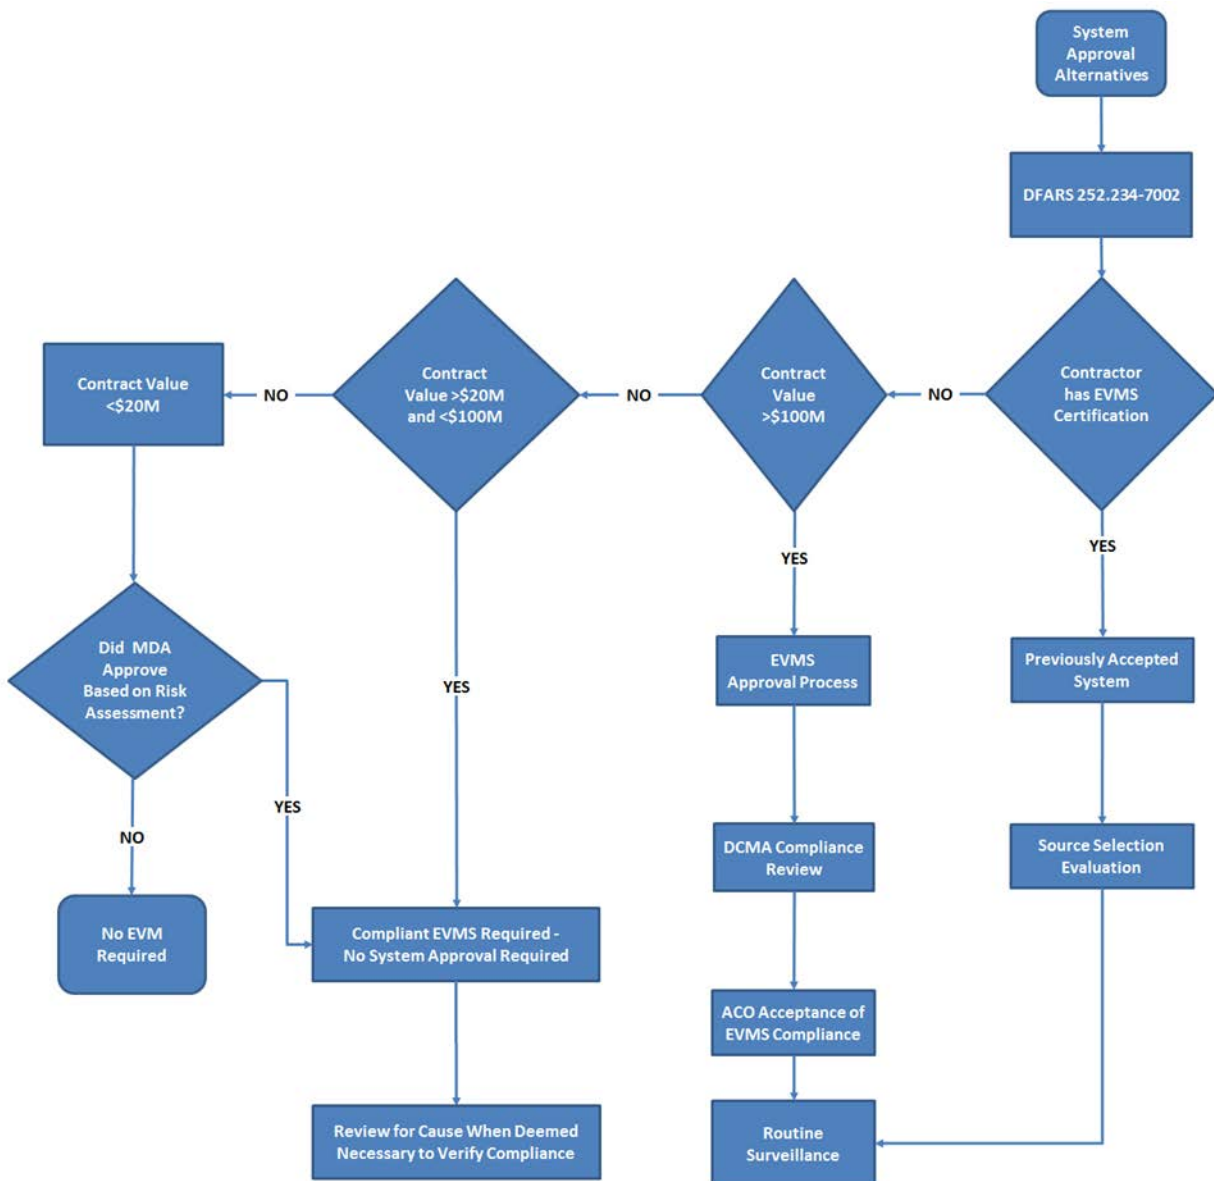 System
Approval
Alternatives
DFARS 252.234-7002
Contractor
has EVMS
Certification
NO
Contract
Value
>$100M
NO
Contract
Value >$20M
and <$100M
NO
Contract Value
<$20M
YES
YES
Did MDA
Approve
Based on Risk
Assessment?
EVMS
Approval Process
Previously Accepted
System
YES
YES
NO
DCMA Compliance
Review
Source Selection
Evaluation
No EVM
Required
Compliant EVMS Required -
No System Approval Required
ACO Acceptance of
EVMS Compliance
Review for Cause When Deemed
Necessary to Verify Compliance
Routine
Surveillance